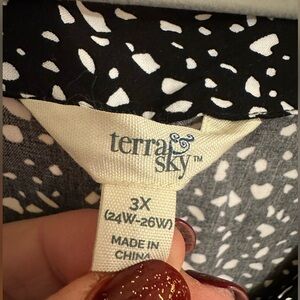 terra &
sky™
3X
(24W-26W)
MADE IN
CHINA